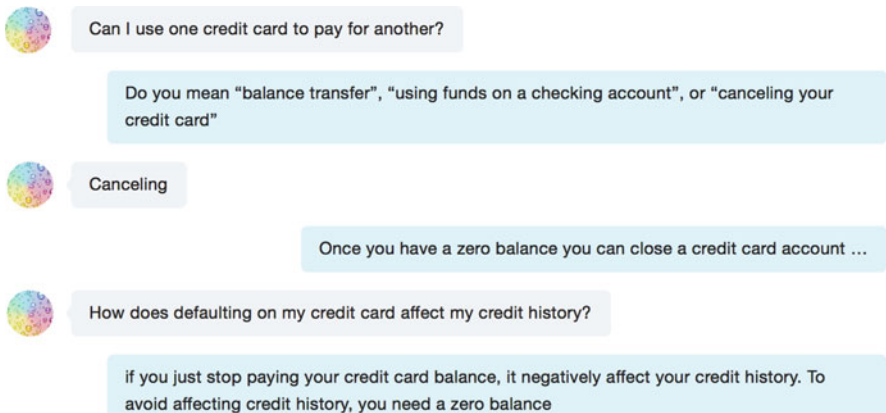 Can I use one credit card to pay for another?
Do you mean “balance transfer”, “using funds on a checking account”, or “canceling your
credit card”
Canceling
Once you have a zero balance you can close a credit card account ...
How does defaulting on my credit card affect my credit history?
if you just stop paying your credit card balance, it negatively affect your credit history. To
avoid affecting credit history, you need a zero balance